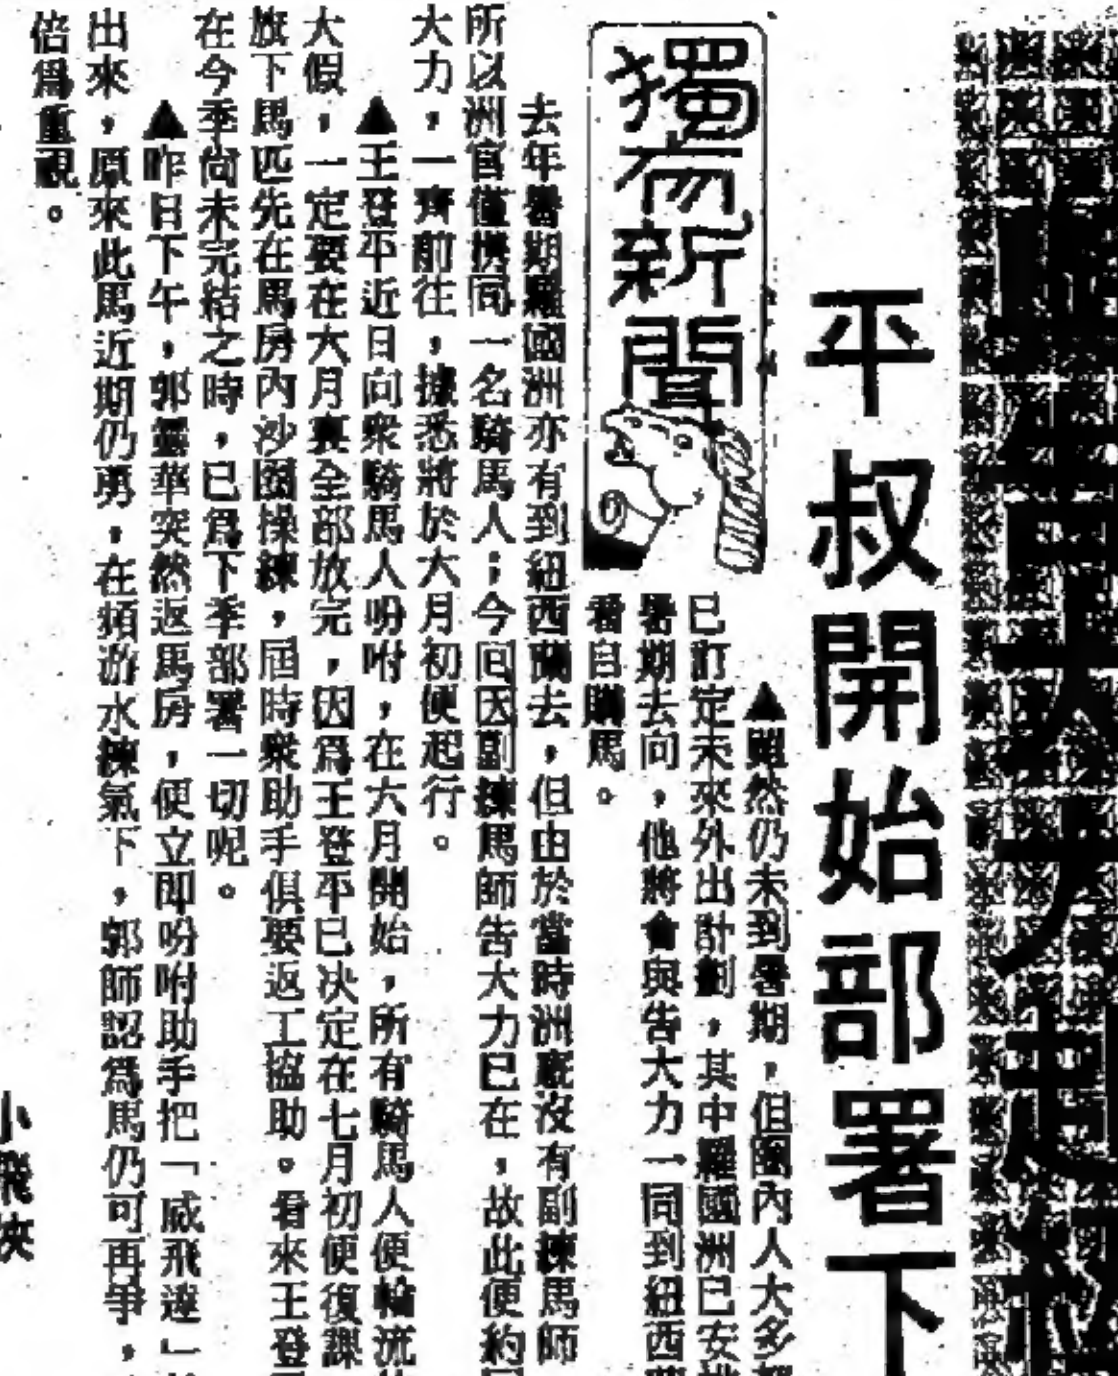 平叔開始部署下
獨有新聞
▲雖然仍未到暑期，但圈內人大多
已訂定未來外出計劃，其中羅國洲已安排
暑期去向，他將會與告大力一同到紐西
看自購馬。
去年暑期羅國洲亦有到紐西蘭去，但由於當時洲廐沒有副練馬師
所以洲官僅携同一名騎馬人；今回因副練馬師告大力已在，故此便約
大力，一齊前往，據悉將於六月初便起行。
▲王登平近日向衆騎馬人吩咐，在六月開始，所有騎馬人便輪流
大假，一定要在六月裏全部放完，因爲王登平已决定在七月初便復課
旗下馬匹先在馬房內沙圈操練，屆時衆助手俱要返工協助。看來王登
在今季尚未完結之時，已爲下季部署一切呢。
▲昨日下午，郭靈華突然返馬房，便立即吩咐助手把「威飛達」
出來，原來此馬近期仍勇，在頻游水練氣下，郭師認爲馬仍可再爭，
倍爲重視。
小飛俠